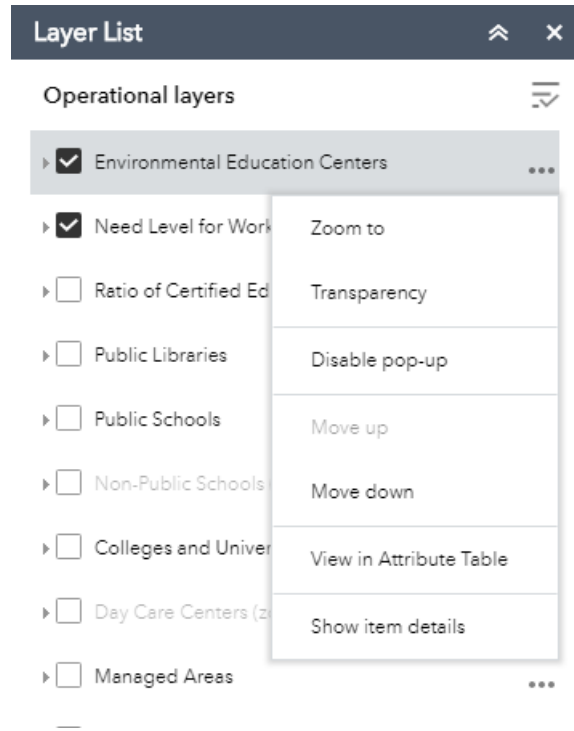 Layer List
Operational layers
Environmental Education Centers
Need Level for Work
Zoom to
Ratio of Certified Ed
Transparency
Public Libraries
Disable pop-up
Public Schools
Move up
Non-Public Schools
Move down
Colleges and Univer
View in Attribute Table
Day Care Centers (z
Show item details
Managed Areas